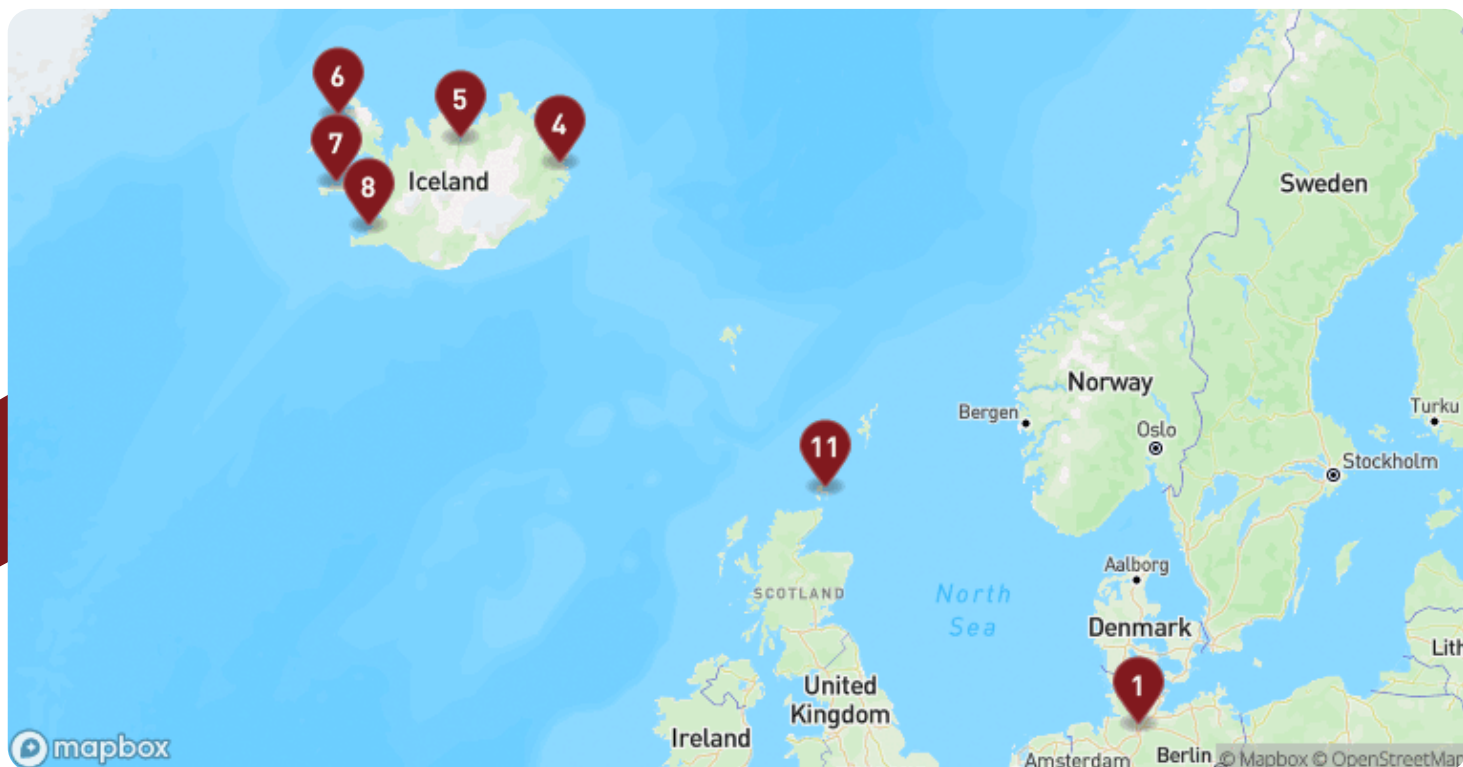 6
5
4
7
8
Iceland
Sweden
Norway
Bergen
Oslo
Turku
11
Stockholm
Aalborg
SCOTLAND
North
Sea
Denmark
Lith
1
United
Kingdom
Ireland
Amsterdam
Berlin
mapbox
© Mapbox © OpenStreetMap